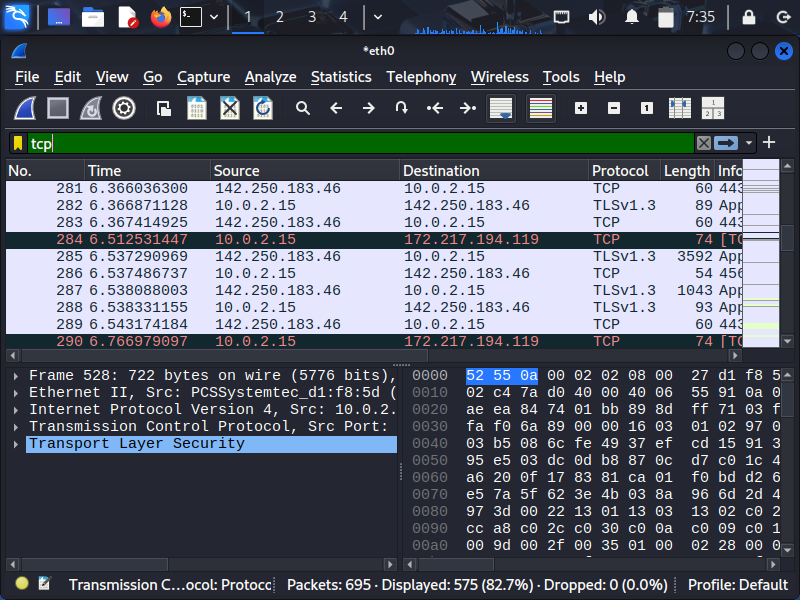 1 2 3 4 7:35
*eth0
File Edit View Go Capture Analyze Statistics Telephony Wireless Tools Help
tcp
No. Time Source Destination Protocol Length Info
281 6.366036300 142.250.183.46 10.0.2.15 TCP 60 443
282 6.366871128 10.0.2.15 142.250.183.46 TLSv1.3 89 App
283 6.367414925 142.250.183.46 10.0.2.15 TCP 60 443
284 6.512531447 10.0.2.15 172.217.194.119 TCP 74 [TC
285 6.537290969 142.250.183.46 10.0.2.15 TLSv1.3 3592 App
286 6.537486737 10.0.2.15 142.250.183.46 TCP 54 456
287 6.538088003 142.250.183.46 10.0.2.15 TLSv1.3 1043 App
288 6.538331155 10.0.2.15 142.250.183.46 TLSv1.3 93 App
289 6.543174184 142.250.183.46 10.0.2.15 TCP 60 443
290 6.766979097 10.0.2.15 172.217.194.119 TCP 74 [TC
Frame 528: 722 bytes on wire (5776 bits),
Ethernet II, Src: PCSSystemtec_d1:f8:5d (
Internet Protocol Version 4, Src: 10.0.2.
Transmission Control Protocol, Src Port:
Transport Layer Security
0000 52 55 0a 00 02 02 08 00 27 d1 f8 5
0010 02 c4 7a d0 40 00 40 06 55 91 0a 0
0020 ae ea 84 74 01 bb 89 8d ff 71 03 f
0030 fa f0 6a 89 00 00 16 03 01 02 97 0
0040 03 b5 08 6c fe 49 37 ef cd 15 91 3
0050 95 e5 03 dc 0d b8 87 0c d7 c0 1c 4
0060 a6 20 0f 17 83 81 ca 01 f0 bd d2 6
0070 e5 7a 5f 62 3e 4b 03 8a 96 6d 2d 4
0080 97 3d 00 22 13 01 13 03 13 02 c0 2
0090 cc a8 c0 2c c0 30 c0 0a c0 09 c0 1
00a0 00 9d 00 2f 00 35 01 00 02 28 00 0
Transmission C...ocol: Protoco Packets: 695 · Displayed: 575 (82.7%) · Dropped: 0 (0.0%) Profile: Default